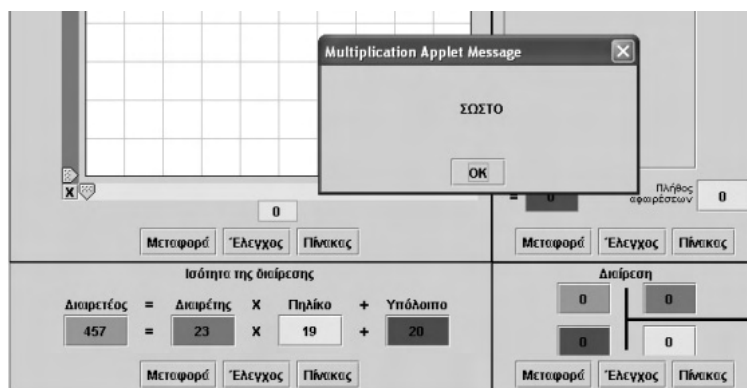 Multiplication Applet Message
ΣΩΣΤΟ
OK
X
0
= 0 Πλήθος αφαιρέσεων 0
Μεταφορά Έλεγχος Πίνακας
Μεταφορά Έλεγχος Πίνακας
Ισότητα της διαίρεσης
Διαιρετέος = Διαιρέτης X Πηλίκο + Υπόλοιπο
457 = 23 X 19 + 20
Μεταφορά Έλεγχος Πίνακας
Διαίρεση
0 0
0 0
Μεταφορά Έλεγχος Πίνακας